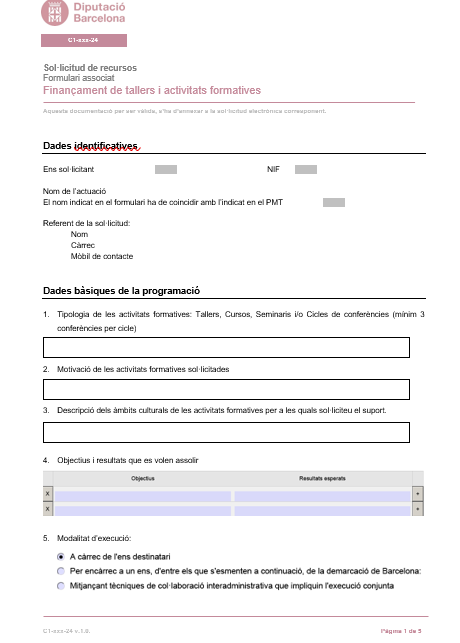 Diputació
Barcelona
C1-xxx-24
Sol·licitud de recursos
Formulari associat
Finançament de tallers i activitats formatives
Aquesta documentació per ser vàlida, s'ha d'annexar a la sol·licitud electrònica corresponent.
Dades identificatives
Ens sol·licitant NIF
Nom de l'actuació
El nom indicat en el formulari ha de coincidir amb l'indicat en el PMT
Referent de la sol·licitud:
Nom
Càrrec
Mòbil de contacte
Dades bàsiques de la programació
1. Tipologia de les activitats formatives: Tallers, Cursos, Seminaris i/o Cicles de conferències (mínim 3
conferències per cicle)
2. Motivació de les activitats formatives sol·licitades
3. Descripció dels àmbits culturals de les activitats formatives per a les quals sol·liciteu el suport.
4. Objectius i resultats que es volen assolir
Objectius Resultats esperats
X +
X +
5. Modalitat d'execució:
A càrrec de l'ens destinatari
Per encàrrec a un ens, d'entre els que s'esmenten a continuació, de la demarcació de Barcelona:
Mitjançant tècniques de col·laboració interadministrativa que impliquin l'execució conjunta
C1-xxx-24 v.1.0. Pàgina 1 de 5